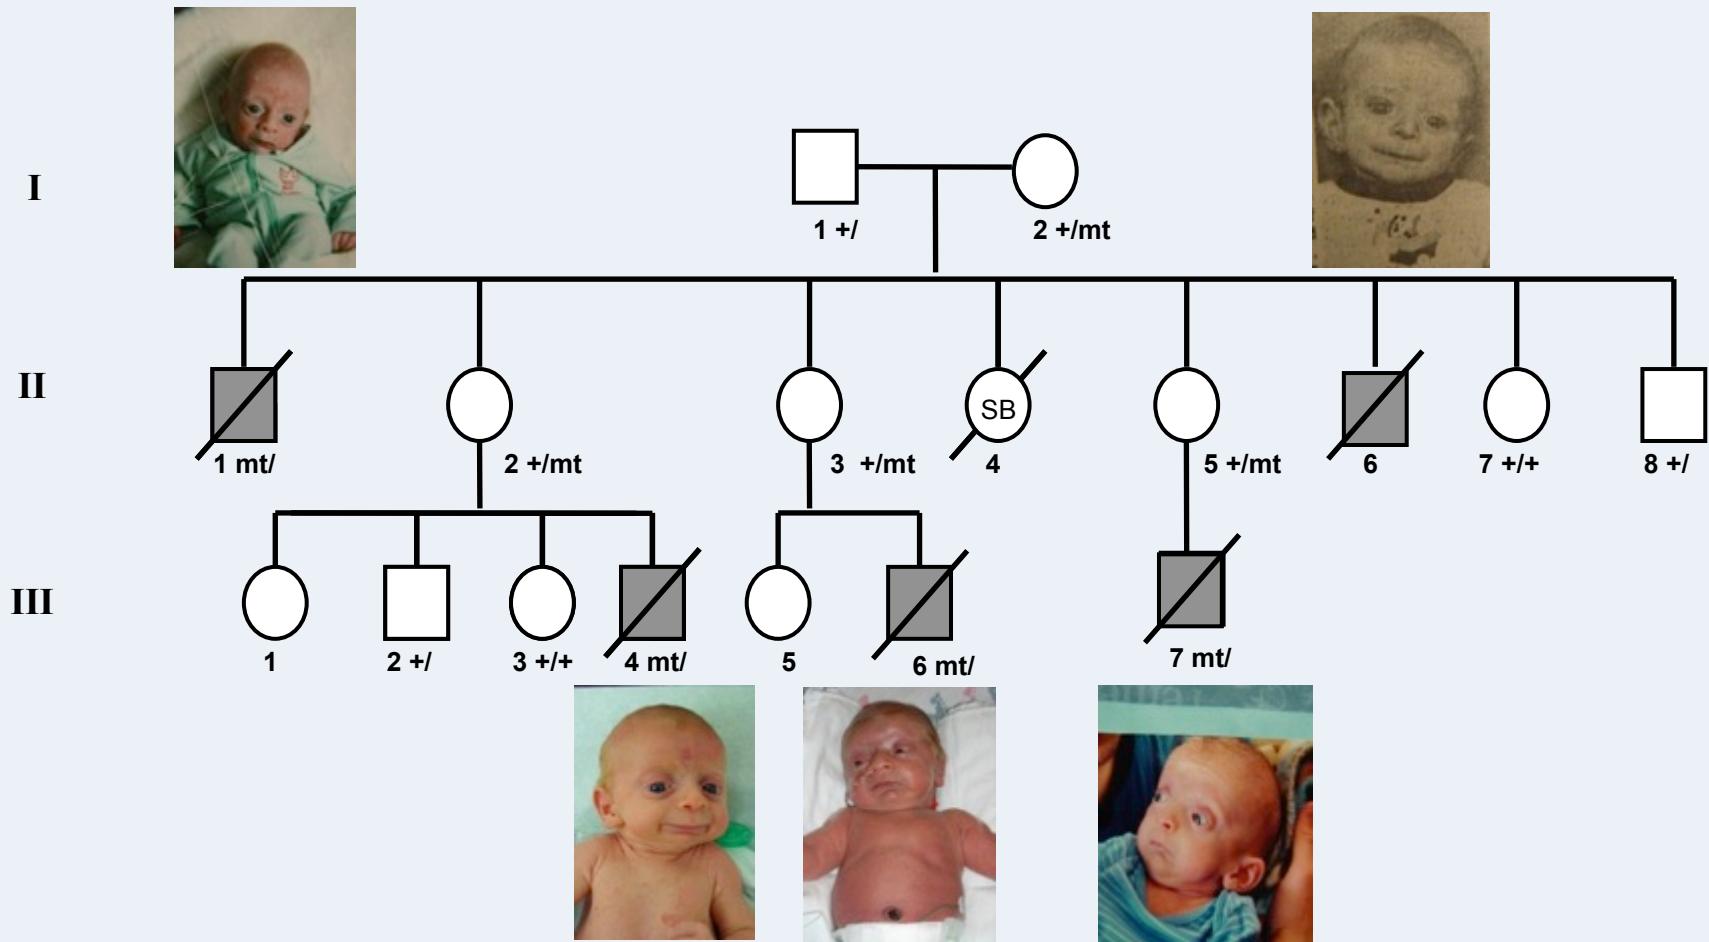 I
1 +/
2 +/mt
II
SB
1 mt/
2 +/mt
3 +/mt
4
5 +/mt
6
7 +/+
8 +/
III
1
2 +/
3 +/+
4 mt/
5
6 mt/
7 mt/